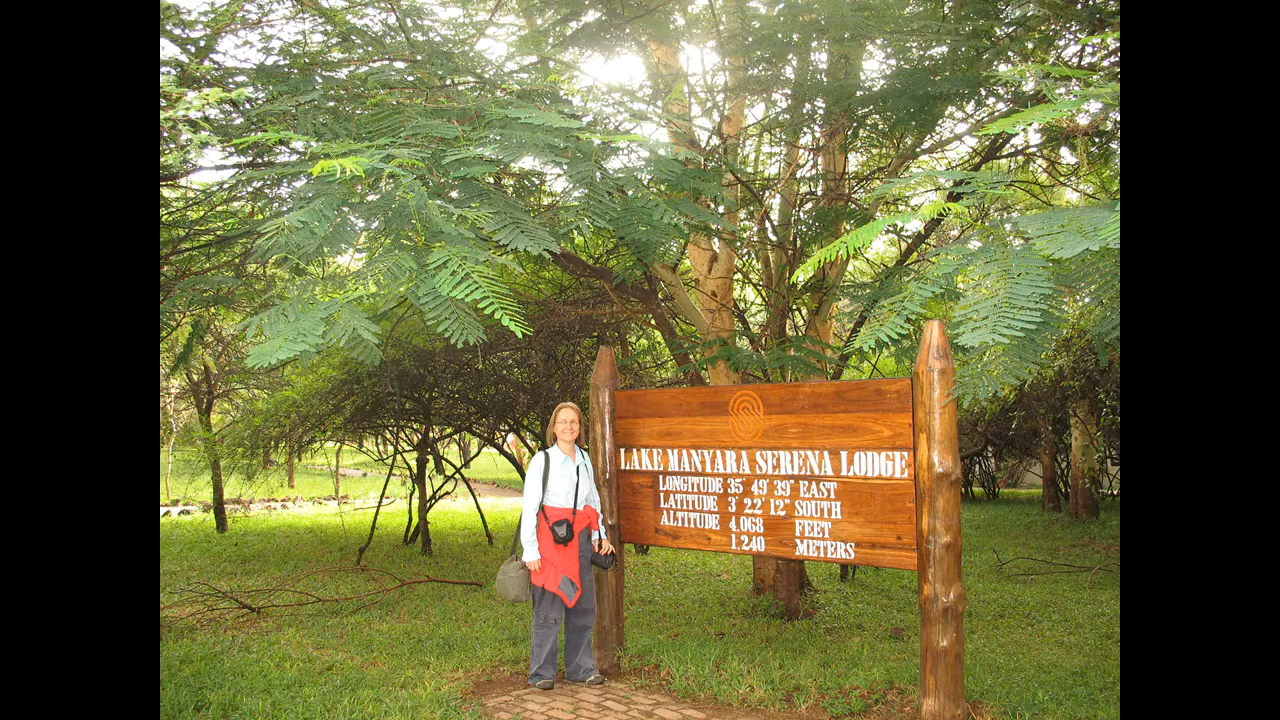 LAKE MANYARA SERENA LODGE
LONGITUDE 35' 49' 39" EAST
LATITUDE 3' 22' 12" SOUTH
ALTITUDE 4.068 FEET
1.240 METERS